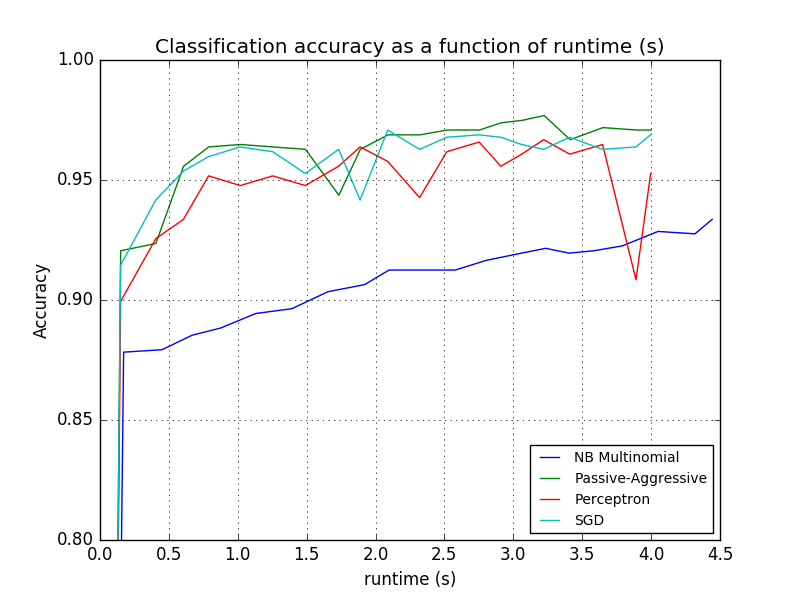 Classification accuracy as a function of runtime (s)
1.00
0.95
0.90
0.85
0.80
Accuracy
0.0 0.5 1.0 1.5 2.0 2.5 3.0 3.5 4.0 4.5
runtime (s)
NB Multinomial
Passive-Aggressive
Perceptron
SGD